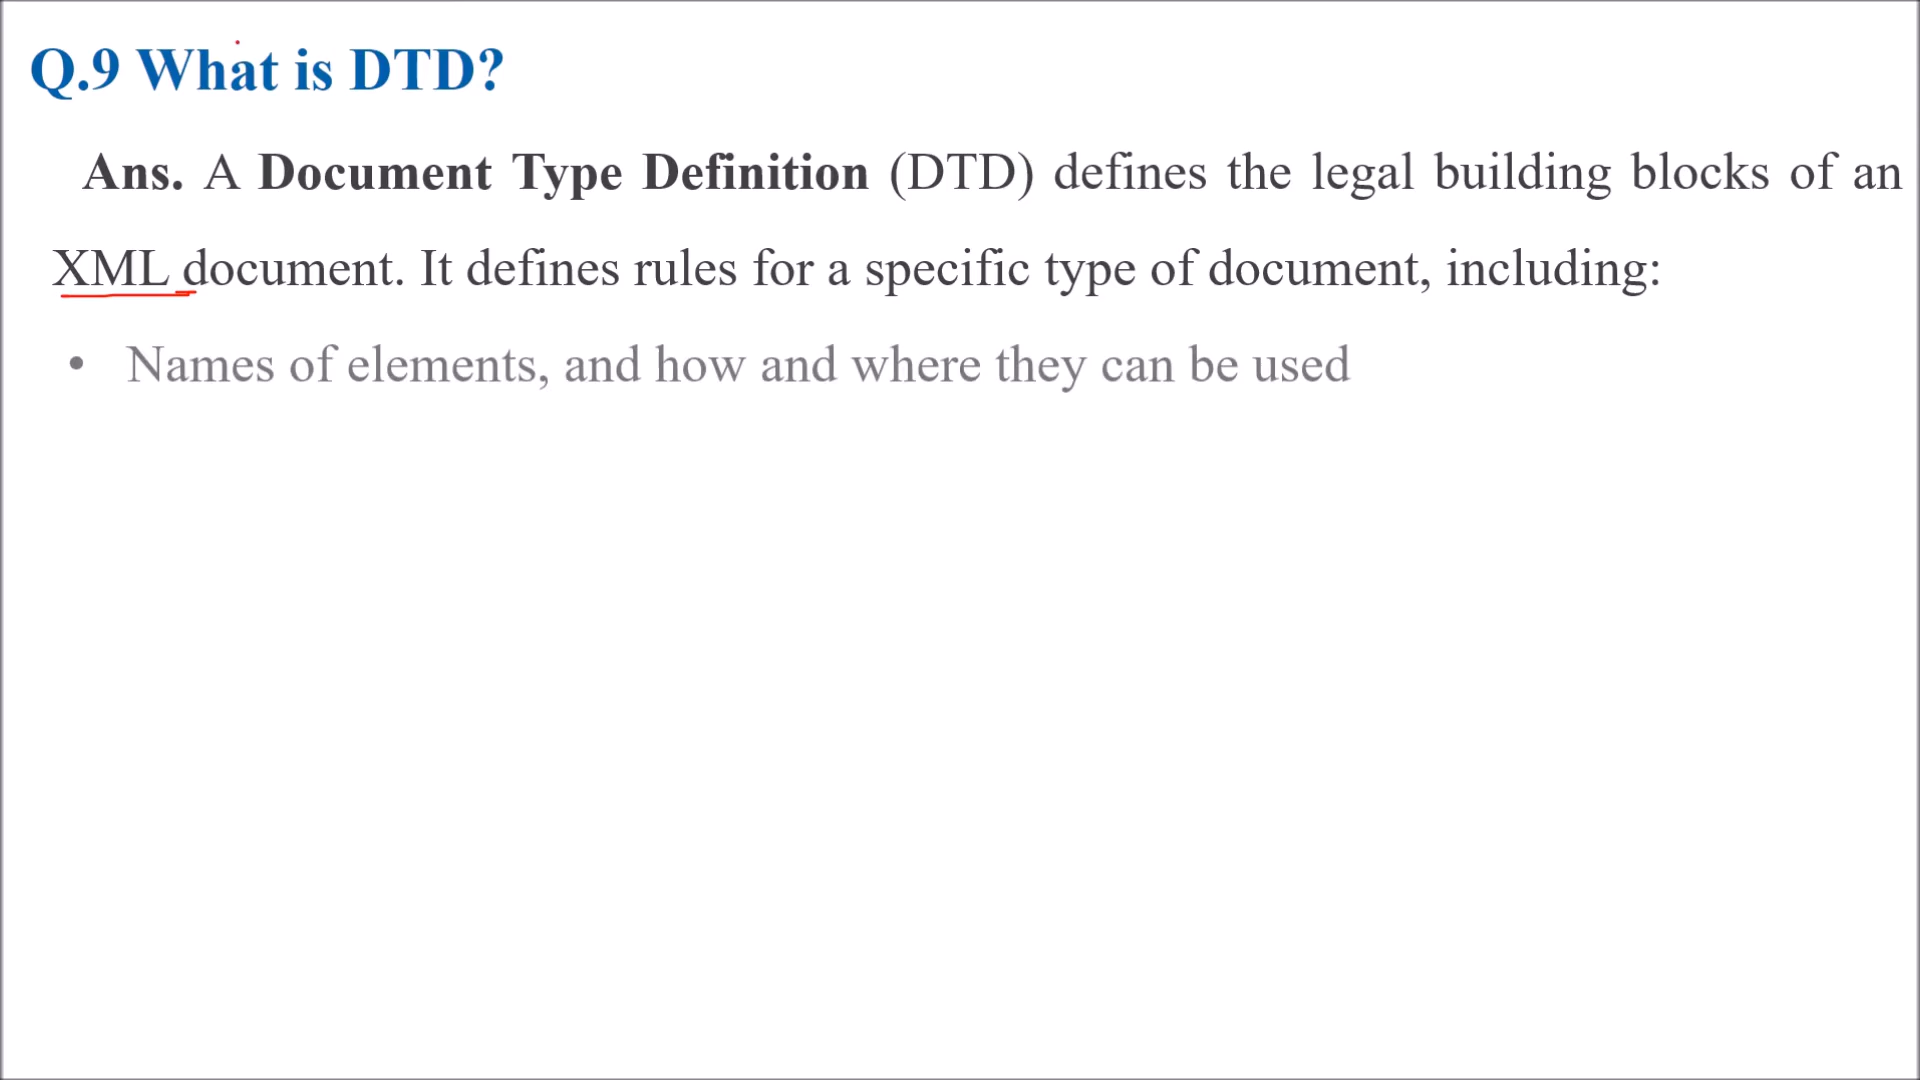 Q.9 What is DTD?
Ans. A Document Type Definition (DTD) defines the legal building blocks of an
XML document. It defines rules for a specific type of document, including:
• Names of elements, and how and where they can be used